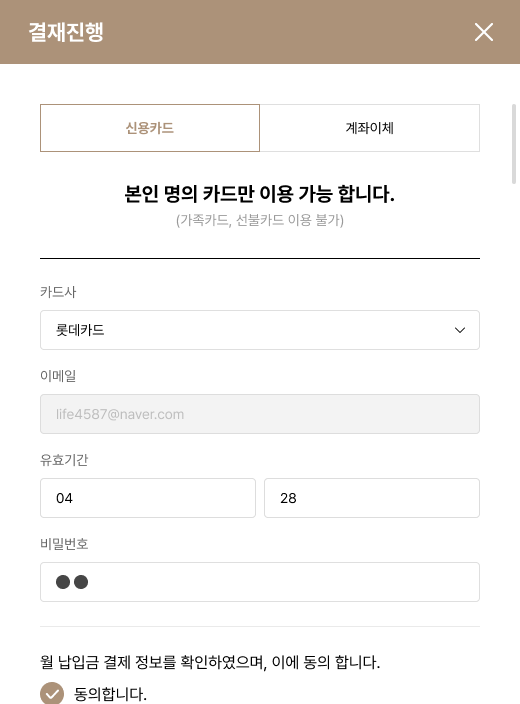 결재진행
신용카드
계좌이체
본인 명의 카드만 이용 가능 합니다.
(가족카드, 선불카드 이용 불가)
카드사
롯데카드
이메일
life4587@naver.com
유효기간
04
28
비밀번호
월 납입금 결제 정보를 확인하였으며, 이에 동의 합니다.
동의합니다.